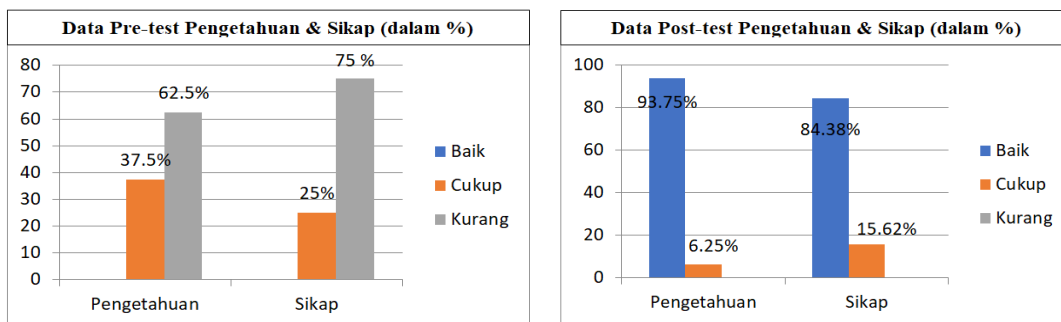 Data Pre-test Pengetahuan & Sikap (dalam %)
80
70
60
50
40
30
20
10
0
37.5%
62.5%
25%
75 %
Pengetahuan
Sikap
Baik
Cukup
Kurang
Data Post-test Pengetahuan & Sikap (dalam %)
100
80
60
40
20
0
93.75%
6.25%
84.38%
15.62%
Pengetahuan
Sikap
Baik
Cukup
Kurang